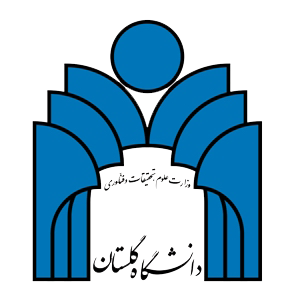 وزارت علوم تحقیقات و فناوری
دانشگاه گلستان